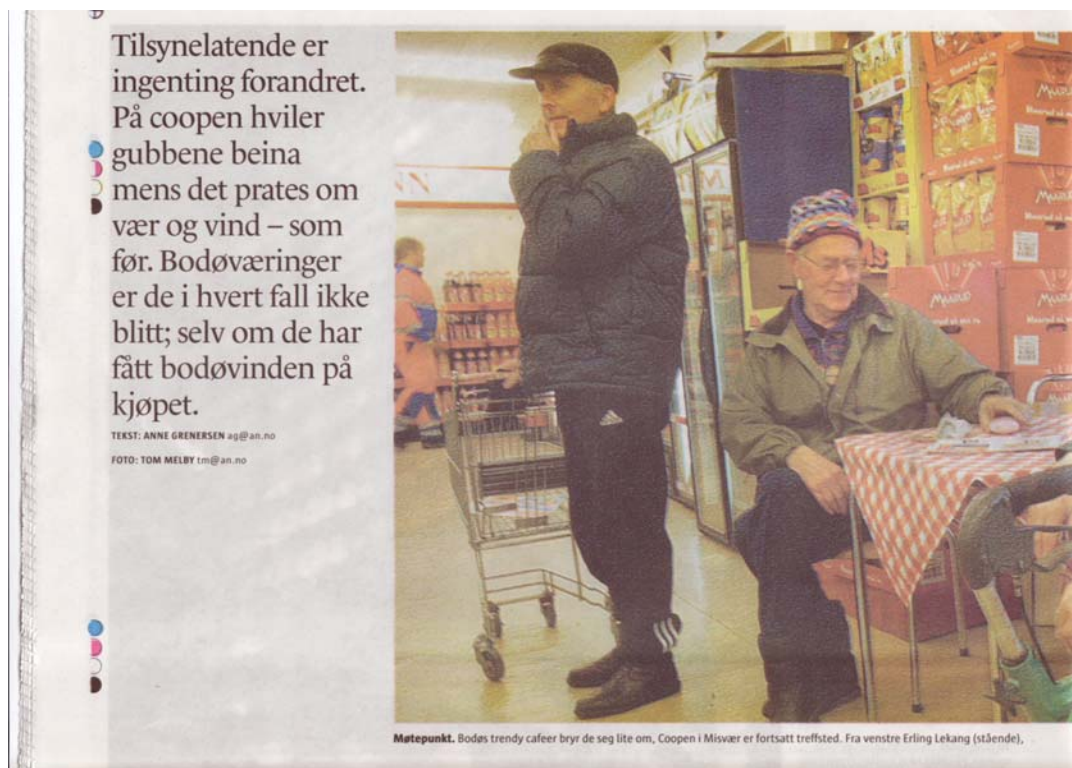 Tilsynelatende er
ingenting forandret.
På coopen hviler
gubbene beina
mens det prates om
vær og vind – som
før. Bodøværinger
er de i hvert fall ikke
blitt; selv om de har
fått bodøvinden på
kjøpet.
TEKST: ANNE GRENERSEN ag@an.no
FOTO: TOM MELBY tm@an.no
MAARUD
Maarud
adidas
Møtepunkt. Bodøs trendy cafeer bryr de seg lite om, Coopen i Misvær er fortsatt treffsted. Fra venstre Erling Lekang (stående),